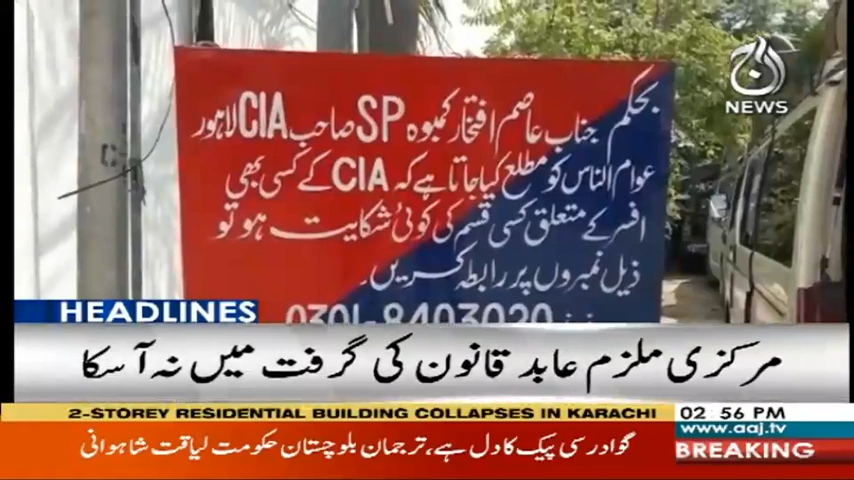 بحکم جناب عاصم افتخار کمبوہ SP صاحب CIA لاہور
عوام الناس کو مطلع کیا جاتا ہے کہ CIA کے کسی بھی
افسر کے متعلق کسی قسم کی کوئی شکایت ہو تو
ذیل نمبروں پر رابطہ کریں۔
0301-8403020
آج
NEWS
HEADLINES
مرکزی ملزم عابد قانون کی گرفت میں نہ آ سکا
2-STOREY RESIDENTIAL BUILDING COLLAPSES IN KARACHI
02:56 PM
www.aaj.tv
BREAKING
گوادر سی پیک کا دل ہے، ترجمان بلوچستان حکومت لیاقت شاہوانی